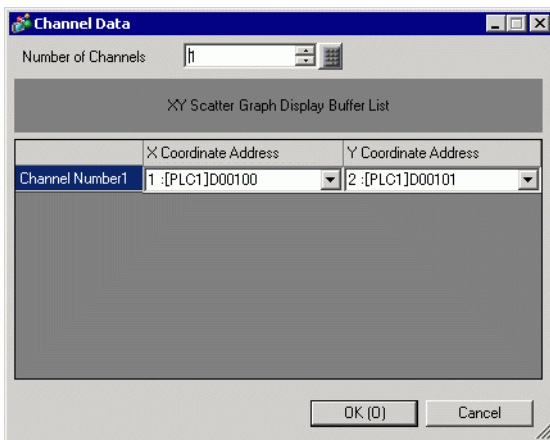 Channel Data
Number of Channels 1
XY Scatter Graph Display Buffer List
X Coordinate Address Y Coordinate Address
Channel Number1 1 :[PLC1]D00100 2 :[PLC1]D00101
OK (O) Cancel